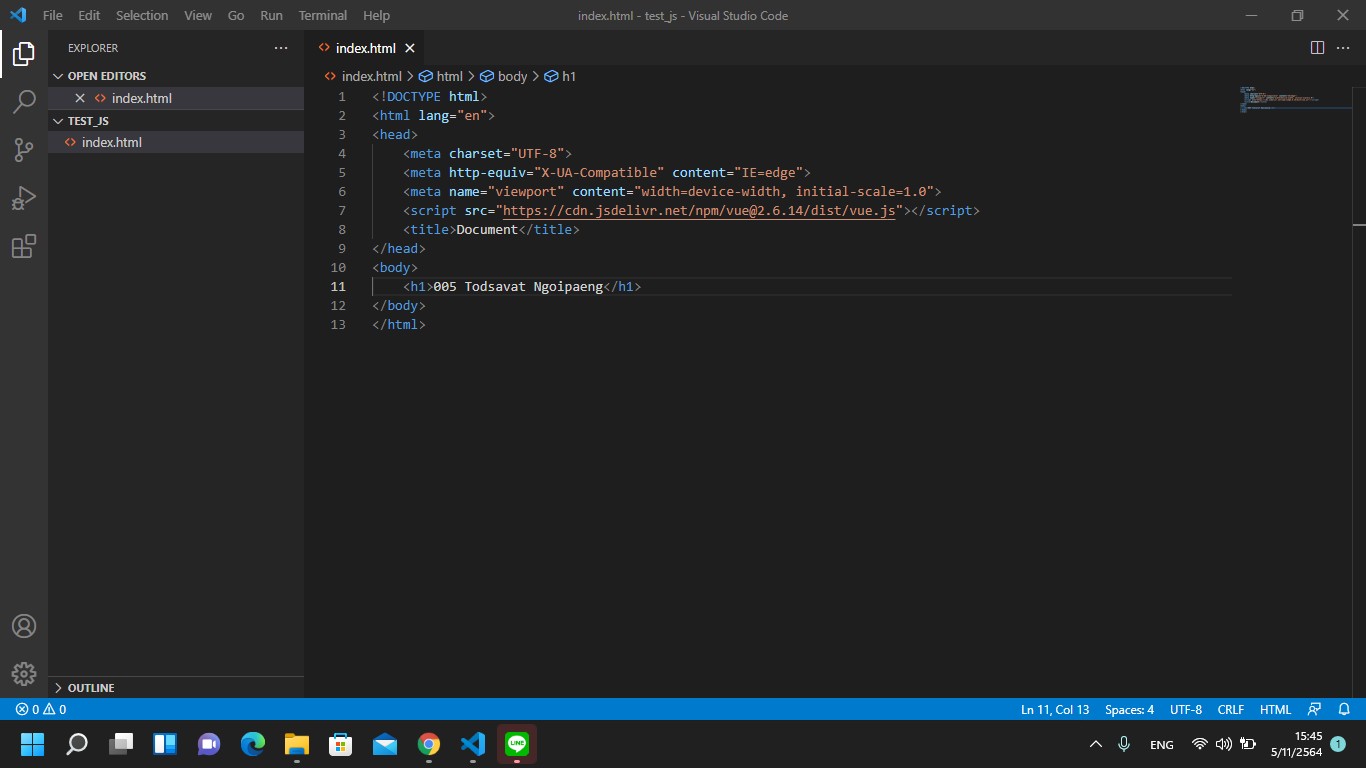 File Edit Selection View Go Run Terminal Help
index.html - test_js - Visual Studio Code
EXPLORER
OPEN EDITORS
index.html
TEST_JS
index.html
OUTLINE
index.html
index.html > html > body > h1
1 <!DOCTYPE html>
2 <html lang="en">
3 <head>
4 <meta charset="UTF-8">
5 <meta http-equiv="X-UA-Compatible" content="IE=edge">
6 <meta name="viewport" content="width=device-width, initial-scale=1.0">
7 <script src="https://cdn.jsdelivr.net/npm/vue@2.6.14/dist/vue.js"></script>
8 <title>Document</title>
9 </head>
10 <body>
11 <h1>005 Todsavat Ngoipaeng</h1>
12 </body>
13 </html>
0 0
Ln 11, Col 13 Spaces: 4 UTF-8 CRLF HTML
LINE
ENG
15:45
5/11/2564
1